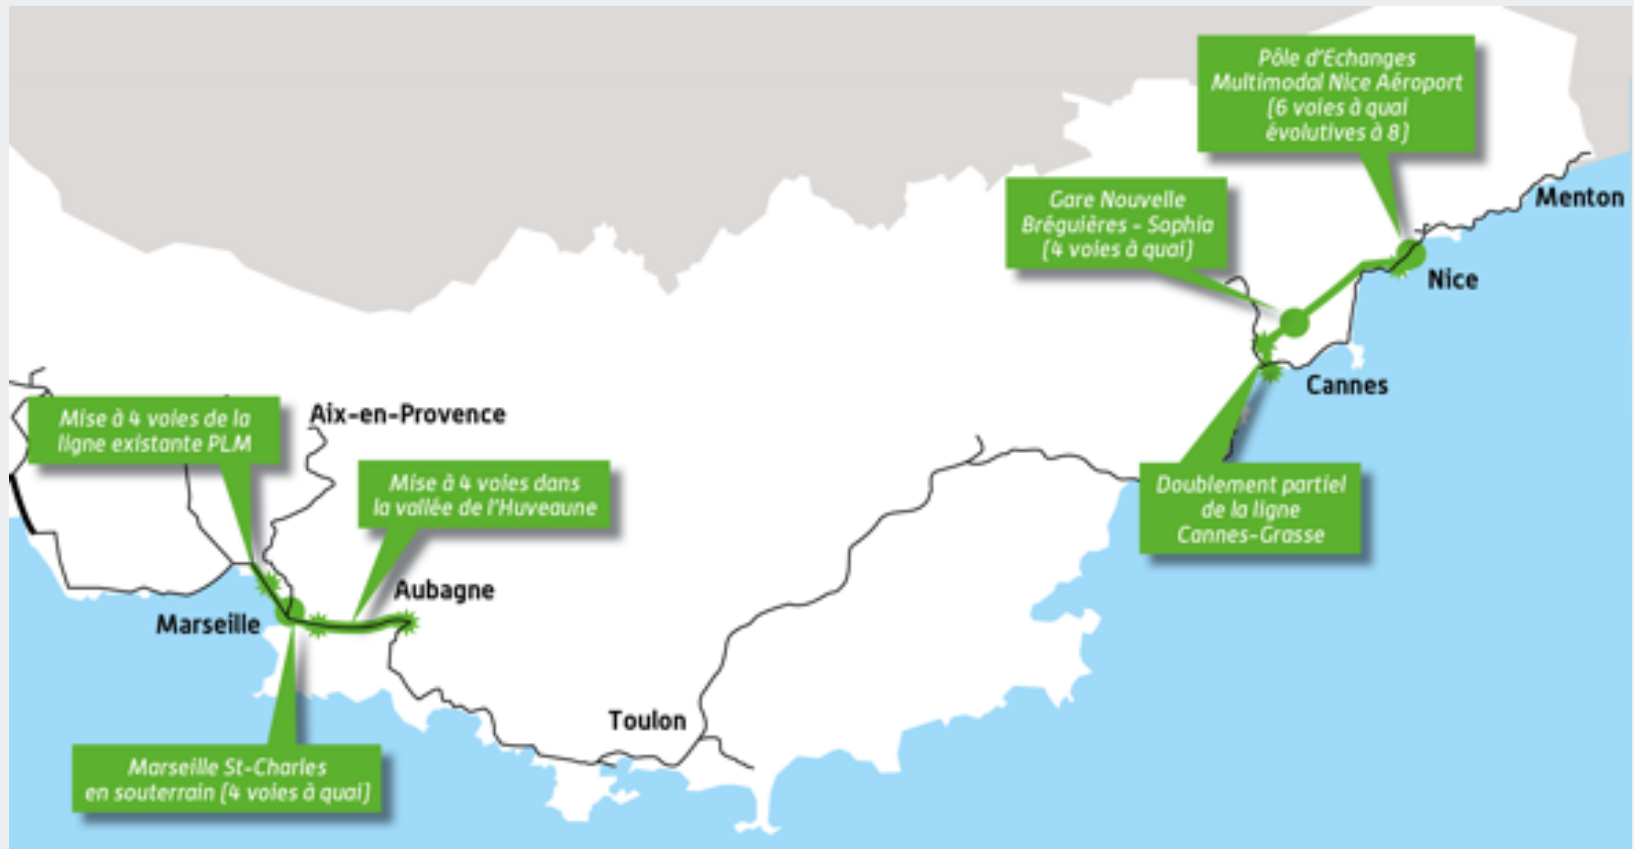 Pôle d'Echanges
Multimodal Nice Aéroport
(6 voies à quai
évolutives à 8)
Menton
Gare Nouvelle
Bréguières - Sophia
(4 voies à quai)
Nice
Cannes
Mise à 4 voies de la
ligne existante PLM
Aix-en-Provence
Mise à 4 voies dans
la vallée de l'Huveaune
Doublement partiel
de la ligne
Cannes-Grasse
Aubagne
Marseille
Toulon
Marseille St-Charles
en souterrain (4 voies à quai)